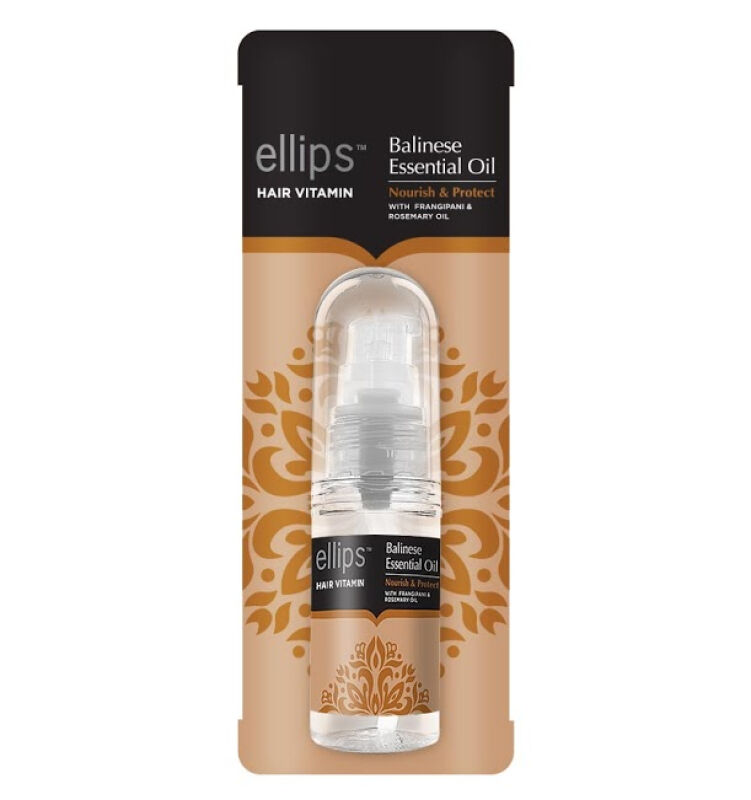 ellips™
HAIR VITAMIN
Balinese
Essential Oil
Nourish & Protect
WITH FRANGIPANI &
ROSEMARY OIL
ellips™
HAIR VITAMIN
Balinese
Essential Oil
Nourish & Protect
WITH FRANGIPANI &
ROSEMARY OIL